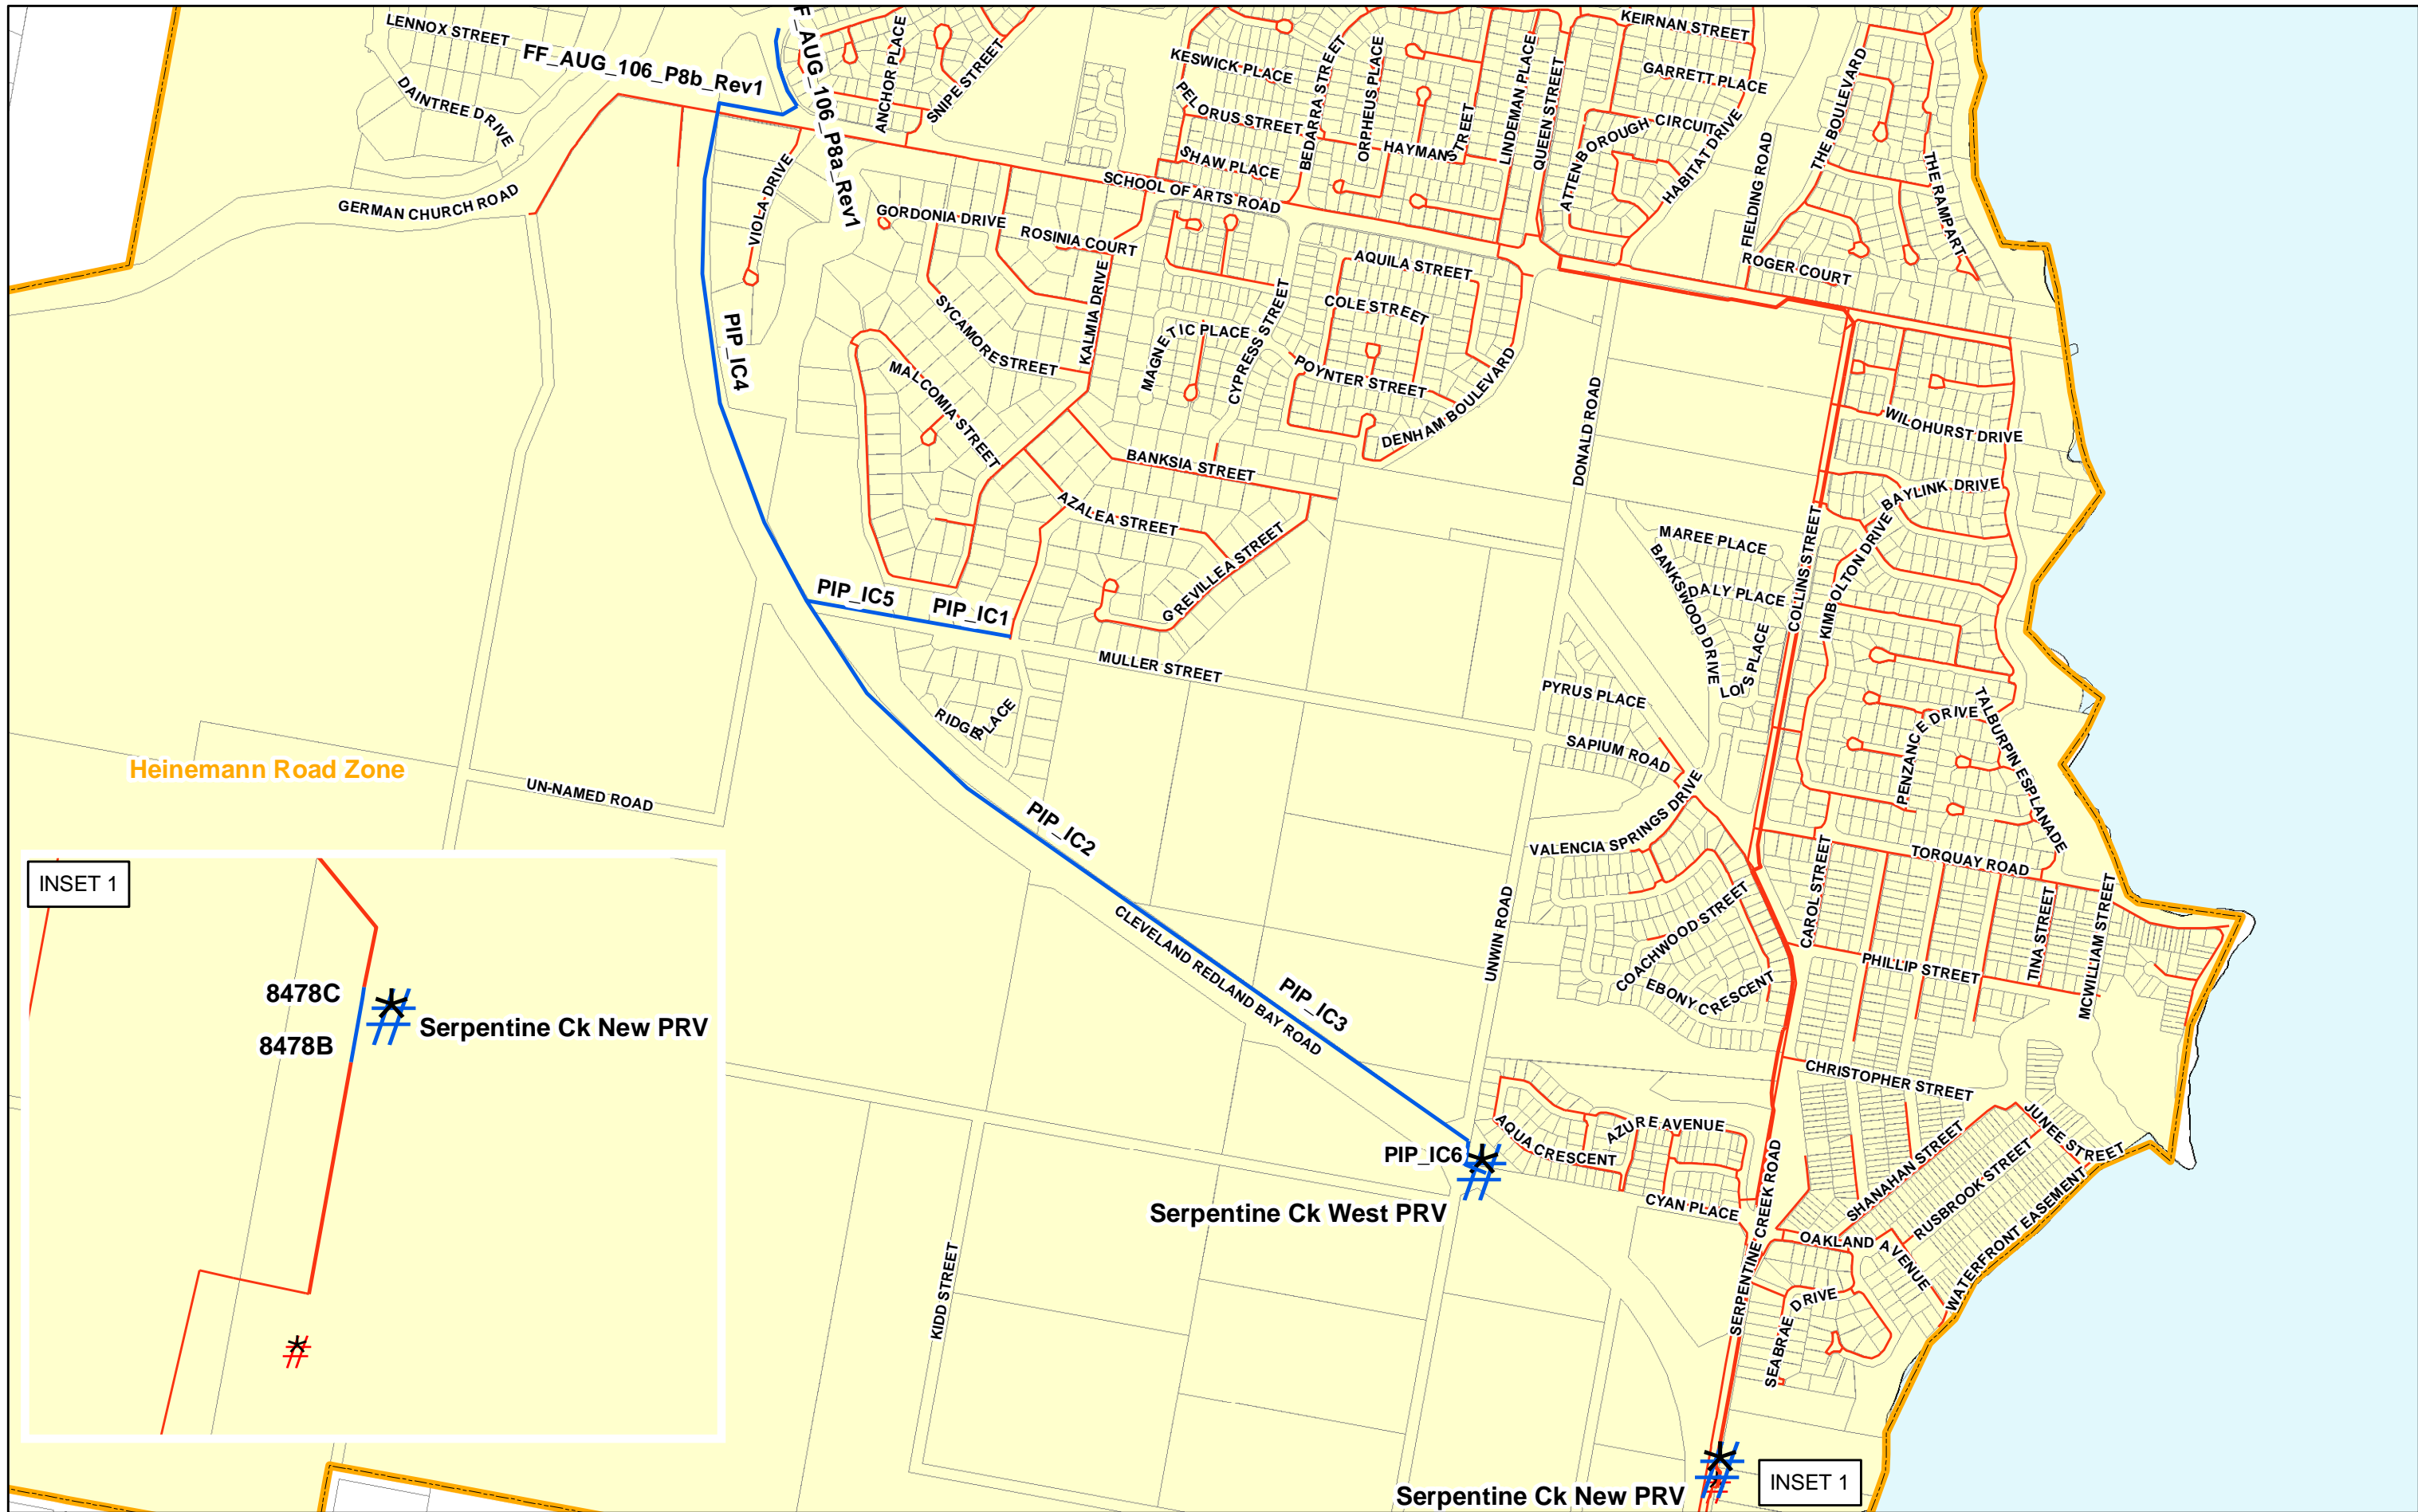 LENNOX STREET
FF_AUG_106_P8b_Rev1
F_AUG_106_P8a_Rev1
ANCHOR PLACE
SNIPE STREET
DAINTREE DRIVE
GERMAN CHURCH ROAD
VIOLA DRIVE
KESWICK PLACE
PELORUS STREET
BEDARRA STREET
ORPHEUS PLACE
HAYMAN STREET
LINDEMAN PLACE
QUEEN STREET
SHAW PLACE
SCHOOL OF ARTS ROAD
KEIRNAN STREET
GARRETT PLACE
ATTENBOROUGH CIRCUIT
HABITAT DRIVE
FIELDING ROAD
THE BOULEVARD
THE RAMPART
ROGER COURT
GORDONIA DRIVE
ROSINIA COURT
KALMIA DRIVE
SYCAMORE STREET
MALCOMIA STREET
MAGNETIC PLACE
CYPRESS STREET
AQUILA STREET
COLE STREET
POYNTER STREET
DENHAM BOULEVARD
DONALD ROAD
PIP_IC4
BANKSIA STREET
AZALEA STREET
GREVILLEA STREET
WILOHURST DRIVE
BAYLINK DRIVE
KIMBOLTON DRIVE
COLLINS STREET
MAREE PLACE
BANKSWOOD DRIVE
DALY PLACE
LOIS PLACE
PIP_IC5
PIP_IC1
MULLER STREET
RIDGE PLACE
PYRUS PLACE
SAPIUM ROAD
VALENCIA SPRINGS DRIVE
PENZANCE DRIVE
TALBURPIN ESPLANADE
Heinemann Road Zone
UN-NAMED ROAD
PIP_IC2
CLEVELAND REDLAND BAY ROAD
PIP_IC3
UNWIN ROAD
COACHWOOD STREET
EBONY CRESCENT
CAROL STREET
TORQUAY ROAD
TINA STREET
MCWILLIAM STREET
PHILLIP STREET
CHRISTOPHER STREET
INSET 1
8478C
8478B
Serpentine Ck New PRV
PIP_IC6
Serpentine Ck West PRV
AQUA CRESCENT
AZURE AVENUE
CYAN PLACE
SERPENTINE CREEK ROAD
SHANAHAN STREET
JUNEE STREET
RUSBROOK STREET
WATERFRONT EASEMENT
OAKLAND AVENUE
SEABRAE DRIVE
KIDD STREET
Serpentine Ck New PRV
INSET 1